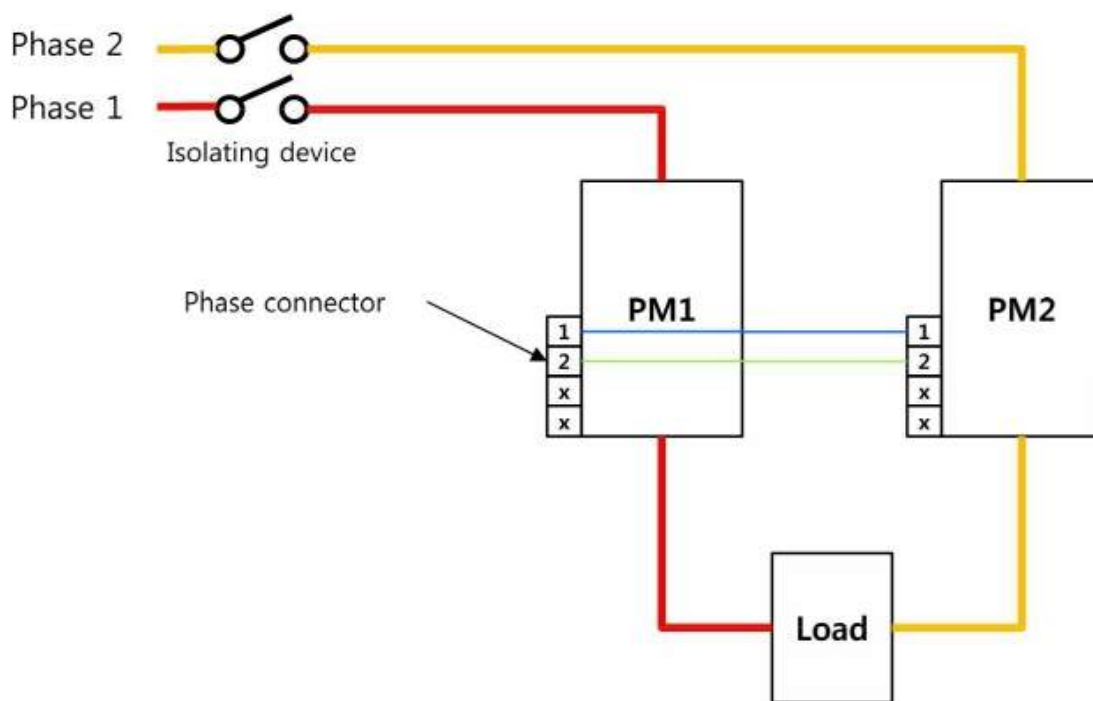 Phase 2
Phase 1
Isolating device
Phase connector
PM1
PM2
1
1
2
2
x
x
x
x
Load